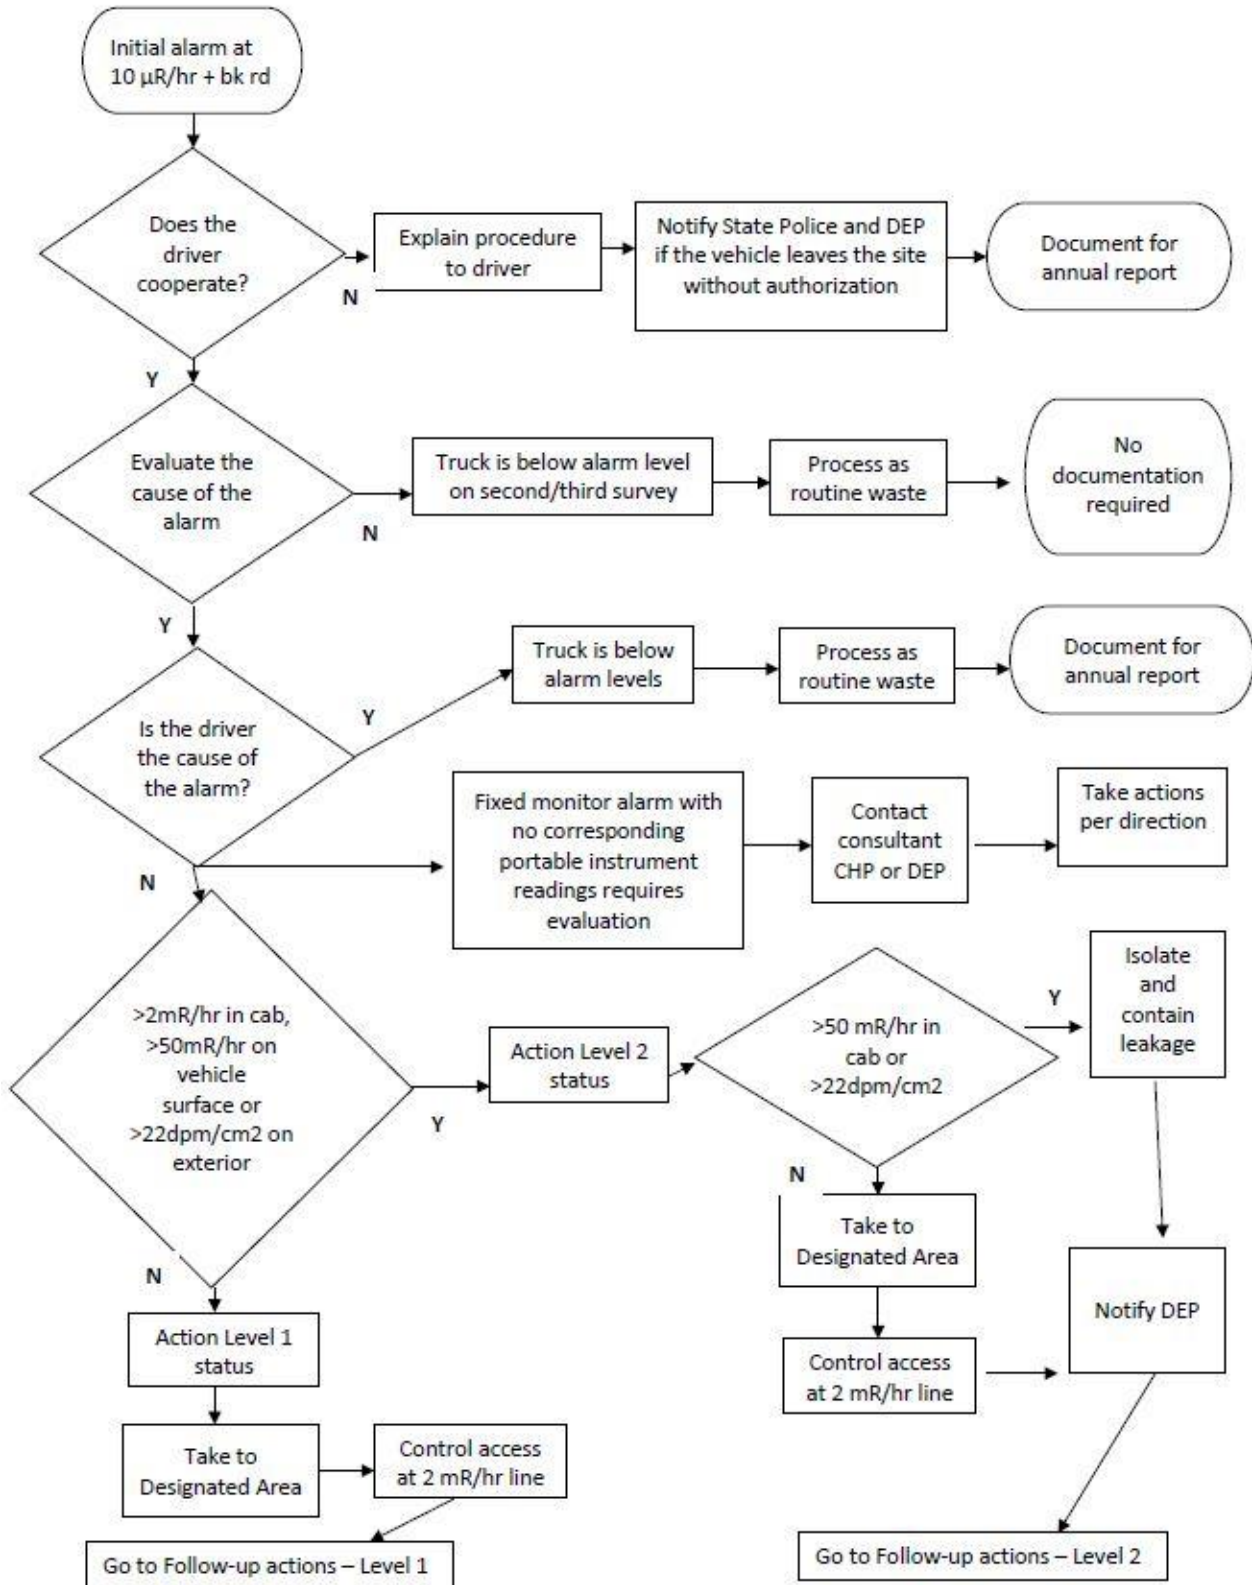 Initial alarm at
10 µR/hr + bk rd
Does the
driver
cooperate?
N
Explain procedure
to driver
Notify State Police and DEP
if the vehicle leaves the site
without authorization
Document for
annual report
Y
Evaluate the
cause of the
alarm
N
Truck is below alarm level
on second/third survey
Process as
routine waste
No
documentation
required
Y
Is the driver
the cause of
the alarm?
Y
Truck is below
alarm levels
Process as
routine waste
Document for
annual report
N
Fixed monitor alarm with
no corresponding
portable instrument
readings requires
evaluation
Contact
consultant
CHP or DEP
Take actions
per direction
>2mR/hr in cab,
>50mR/hr on
vehicle
surface or
>22dpm/cm2 on
exterior
Y
Action Level 2
status
>50 mR/hr in
cab or
>22dpm/cm2
Y
Isolate
and
contain
leakage
N
Take to
Designated Area
Control access
at 2 mR/hr line
Notify DEP
Go to Follow-up actions – Level 2
N
Action Level 1
status
Take to
Designated Area
Control access
at 2 mR/hr line
Go to Follow-up actions – Level 1